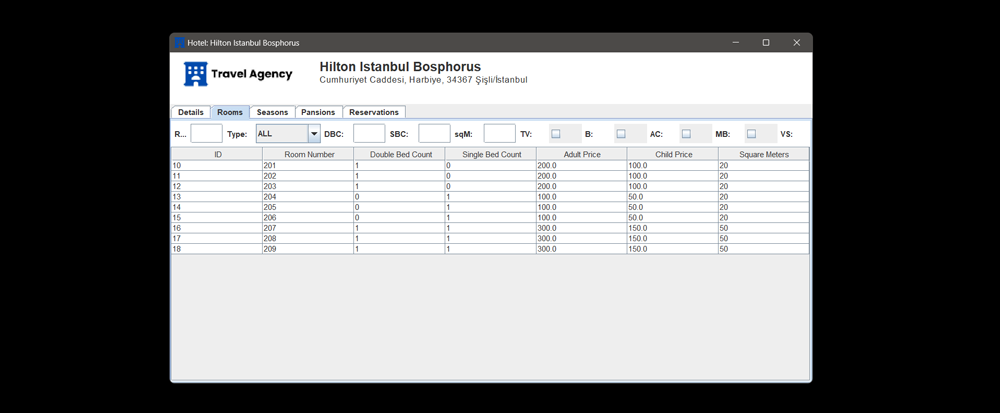 Hotel: Hilton Istanbul Bosphorus
Travel Agency
Hilton Istanbul Bosphorus
Cumhuriyet Caddesi, Harbiye, 34367 Şişli/İstanbul
Details Rooms Seasons Pansions Reservations
R... Type: ALL DBC: SBC: sqM: TV: B: AC: MB: VS:
ID Room Number Double Bed Count Single Bed Count Adult Price Child Price Square Meters
10 201 1 0 200.0 100.0 20
11 202 1 0 200.0 100.0 20
12 203 1 0 200.0 100.0 20
13 204 0 1 100.0 50.0 20
14 205 0 1 100.0 50.0 20
15 206 0 1 100.0 50.0 20
16 207 1 1 300.0 150.0 50
17 208 1 1 300.0 150.0 50
18 209 1 1 300.0 150.0 50